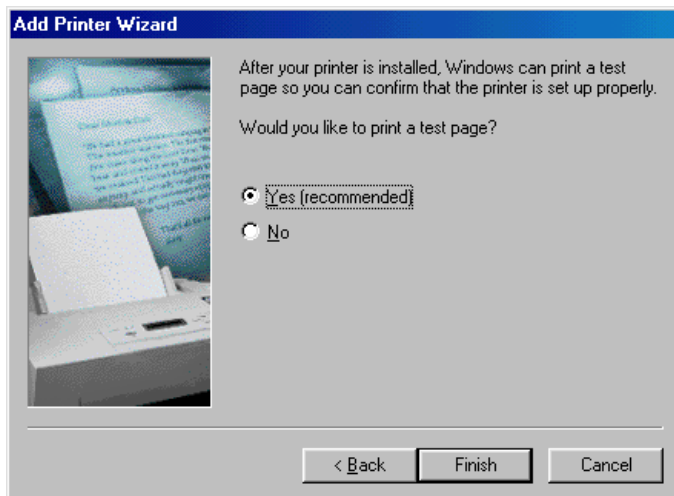 Add Printer Wizard
After your printer is installed, Windows can print a test
page so you can confirm that the printer is set up properly.
Would you like to print a test page?
Yes (recommended)
No
< Back
Finish
Cancel